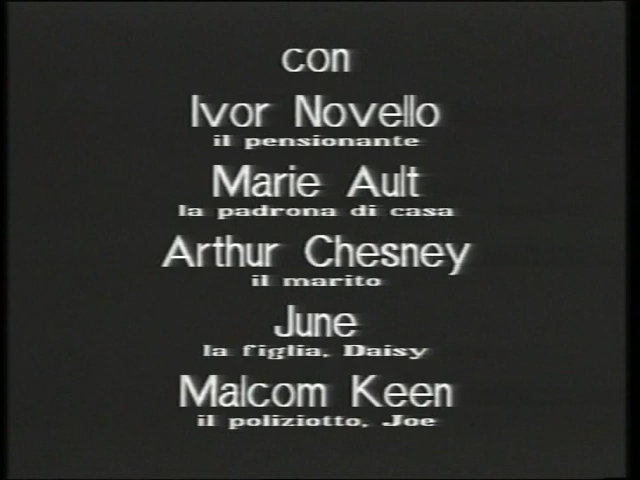 con
Ivor Novello
il pensionante
Marie Ault
la padrona di casa
Arthur Chesney
il marito
June
la figlia, Daisy
Malcom Keen
il poliziotto, Joe